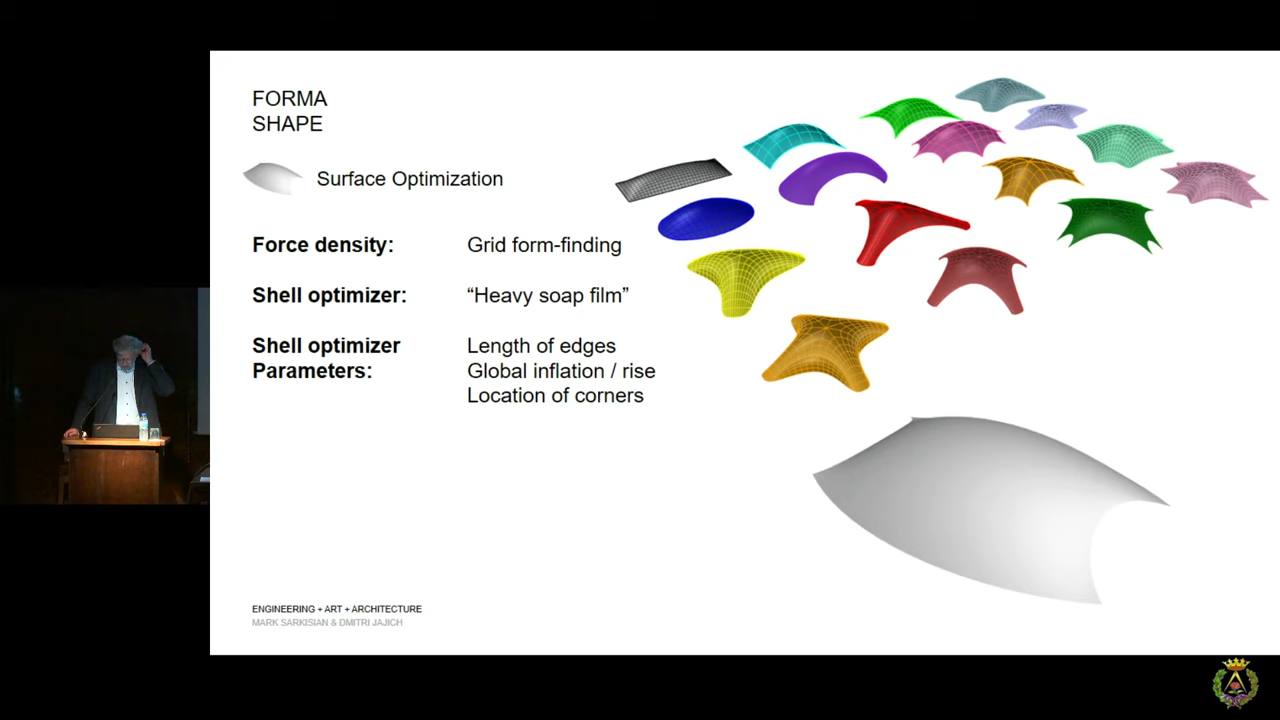 FORMA
SHAPE
Surface Optimization
Force density: Grid form-finding
Shell optimizer: “Heavy soap film”
Shell optimizer Length of edges
Parameters: Global inflation / rise
Location of corners
ENGINEERING + ART + ARCHITECTURE
MARK SARKISIAN & DMITRI JAJICH